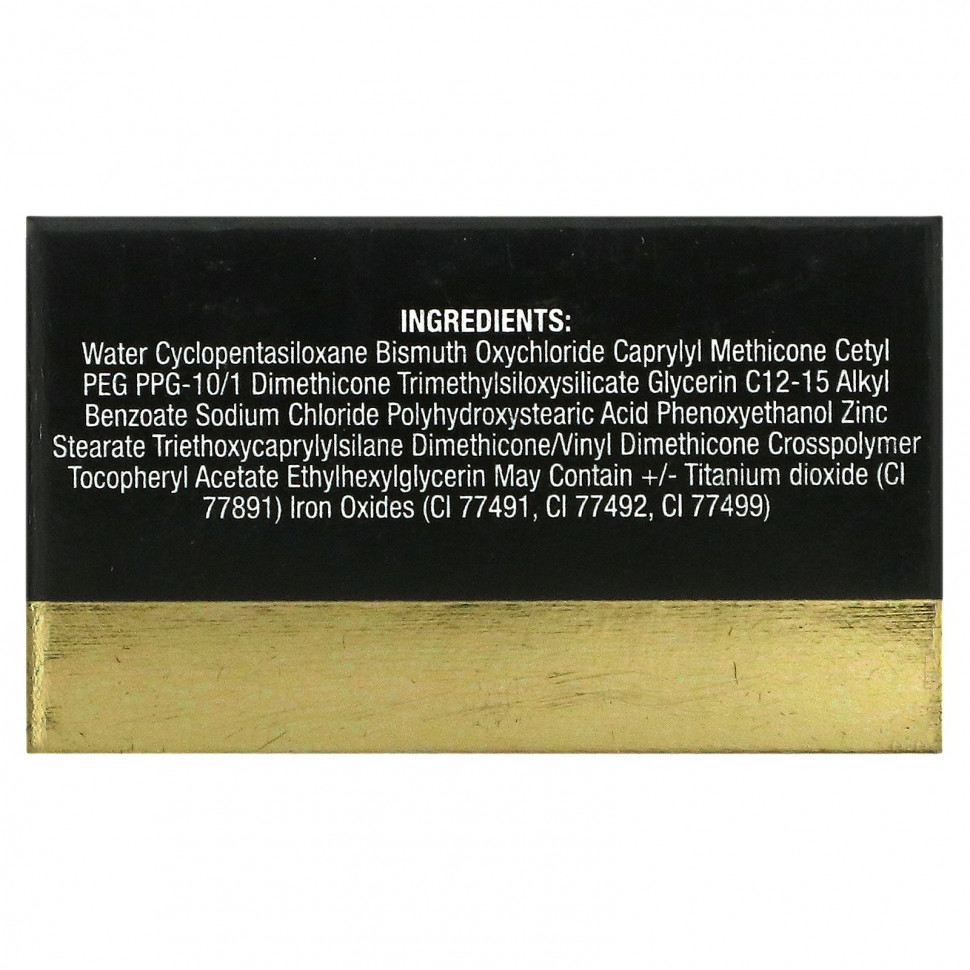 INGREDIENTS:
Water Cyclopentasiloxane Bismuth Oxychloride Caprylyl Methicone Cetyl
PEG PPG-10/1 Dimethicone Trimethylsiloxysilicate Glycerin C12-15 Alkyl
Benzoate Sodium Chloride Polyhydroxystearic Acid Phenoxyethanol Zinc
Stearate Triethoxycaprylylsilane Dimethicone/Vinyl Dimethicone Crosspolymer
Tocopheryl Acetate Ethylhexylglycerin May Contain +/- Titanium dioxide (CI
77891) Iron Oxides (CI 77491, CI 77492, CI 77499)